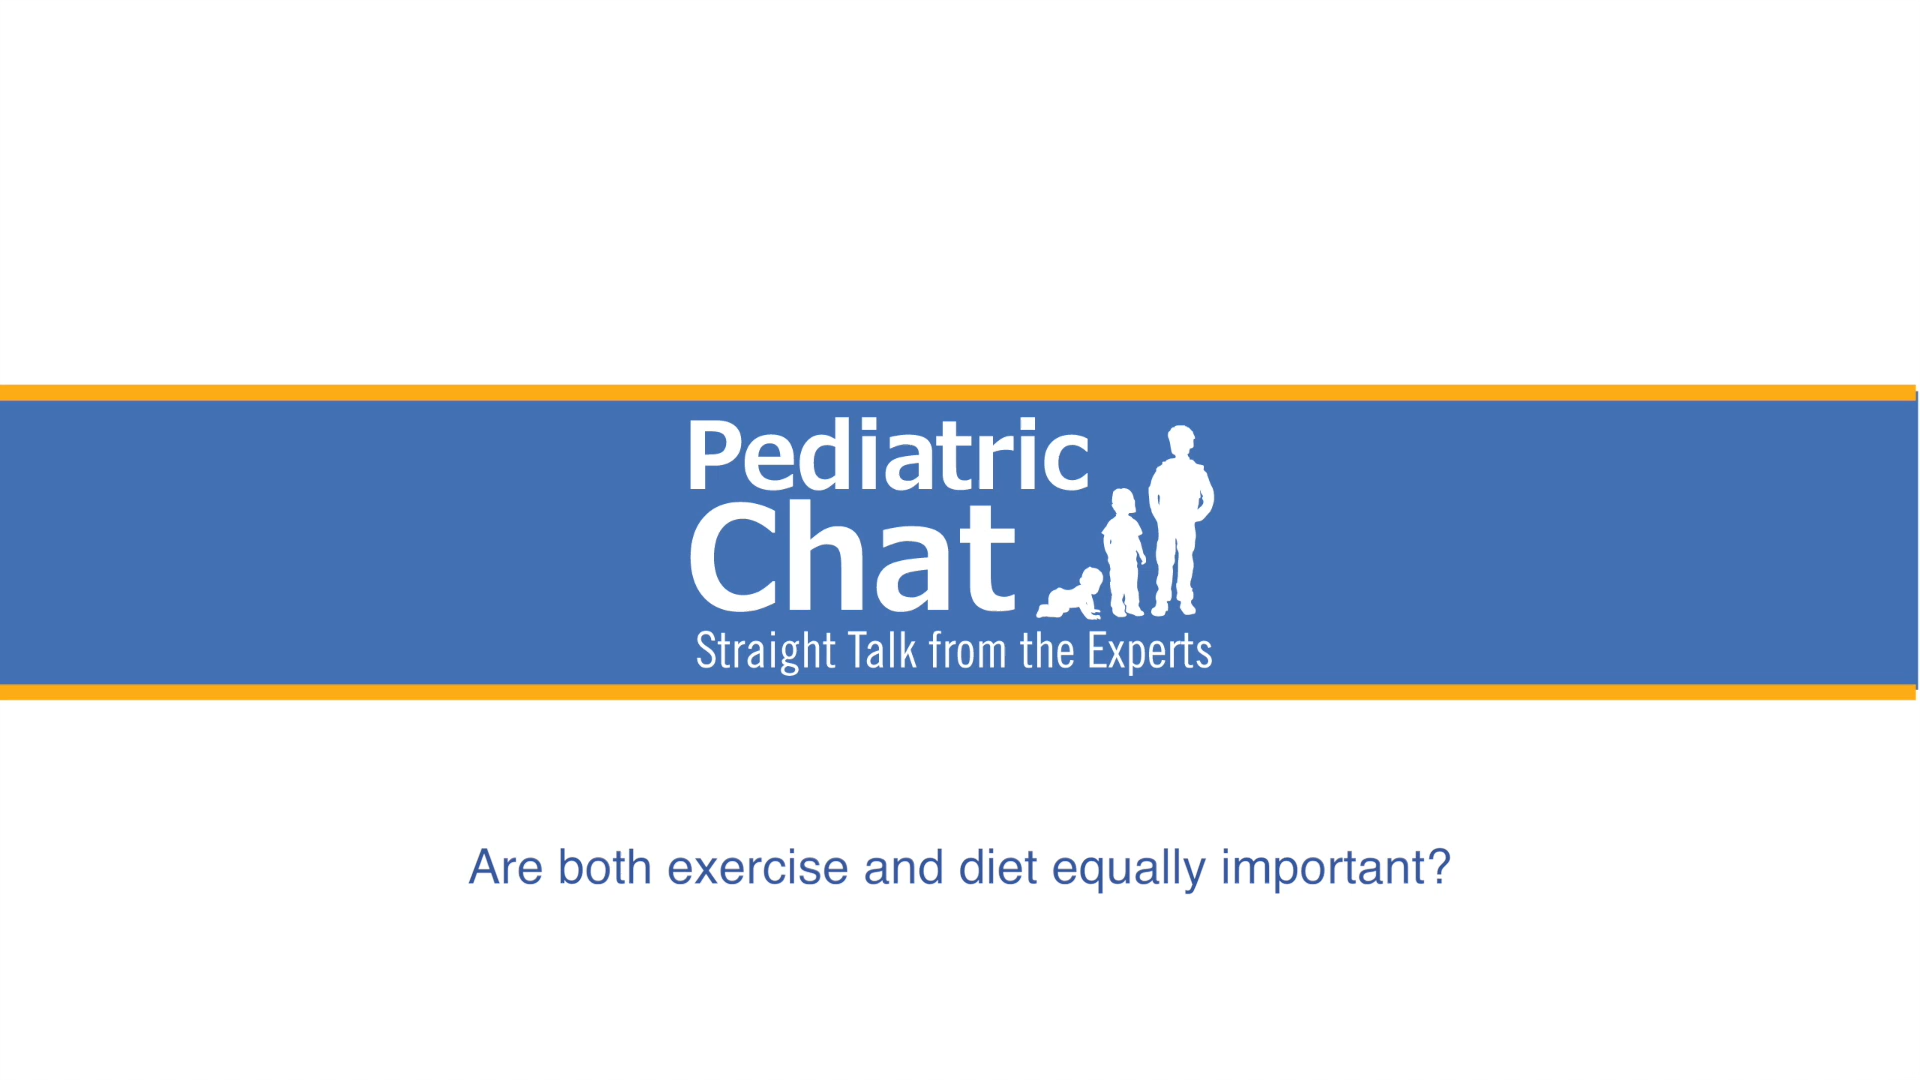 Pediatric
Chat
Straight Talk from the Experts
Are both exercise and diet equally important?